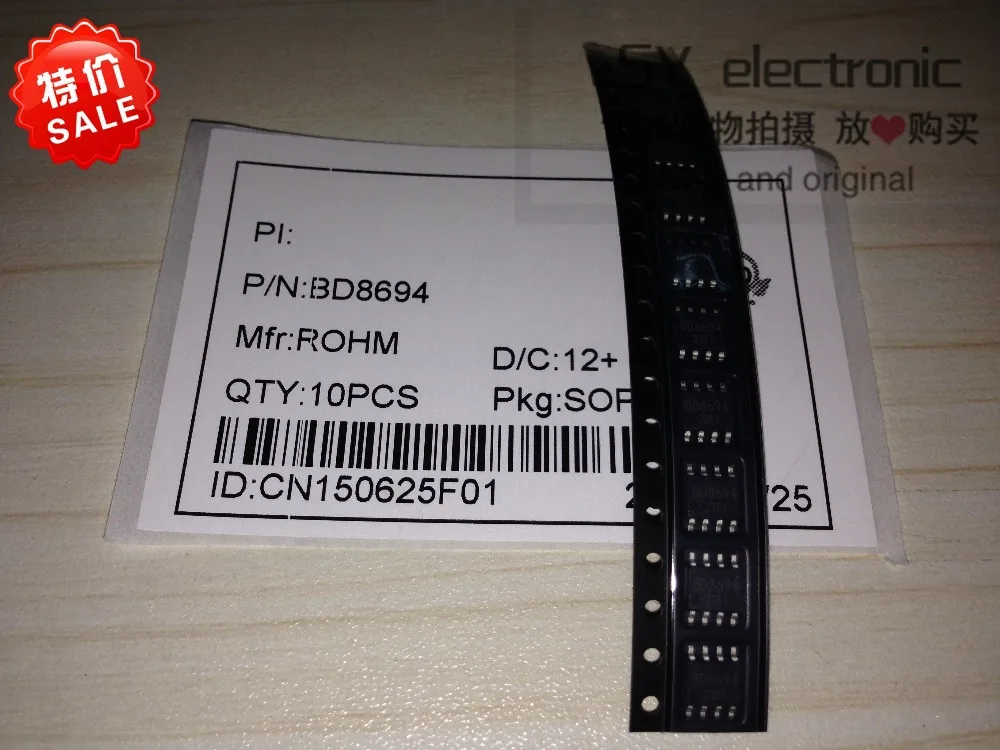 特价
SALE
electronic
物拍摄 放❤购买
and original
PI:
P/N:BD8694
Mfr:ROHM
D/C:12+
QTY:10PCS
Pkg:SOP
ID:CN150625F01
/25
BD8694
BD8694
BD8694
BD8694
BD8694